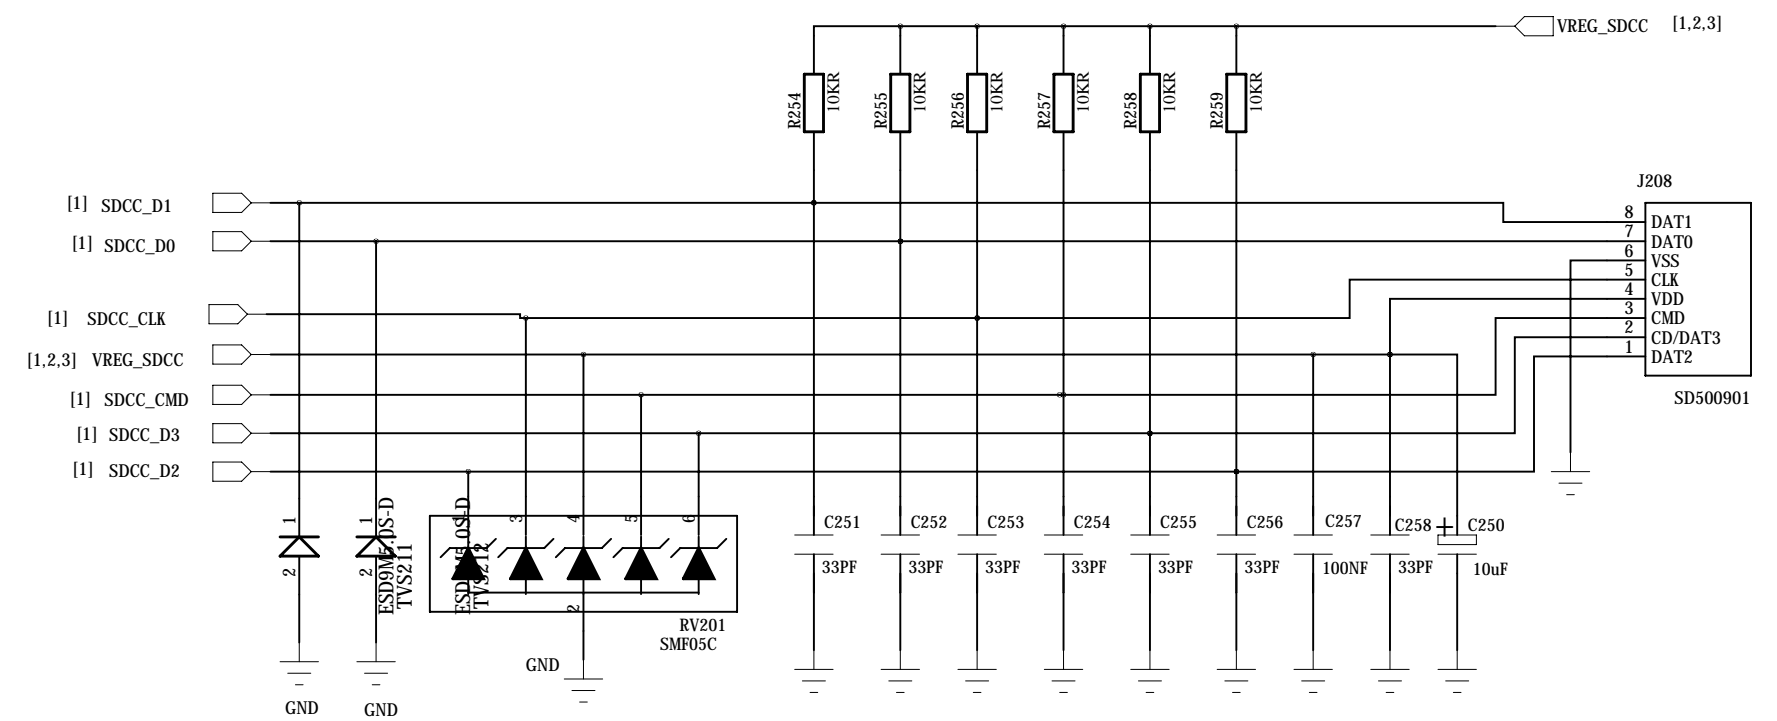 VREG_SDCC [1,2,3]
R254 10KR
R255 10KR
R256 10KR
R257 10KR
R258 10KR
R259 10KR
J208
[1] SDCC_D1
[1] SDCC_D0
[1] SDCC_CLK
[1,2,3] VREG_SDCC
[1] SDCC_CMD
[1] SDCC_D3
[1] SDCC_D2
8 DAT1
7 DAT0
6 VSS
5 CLK
4 VDD
3 CMD
2 CD/DAT3
1 DAT2
SD500901
1
2
1
2
ESD9M5.0S-D
TVS211
ESD9M5.0S-D
TVS212
3
4
5
6
2
RV201
SMF05C
GND
GND
GND
C251
33PF
C252
33PF
C253
33PF
C254
33PF
C255
33PF
C256
33PF
C257
100NF
C258
33PF
+
C250
10uF